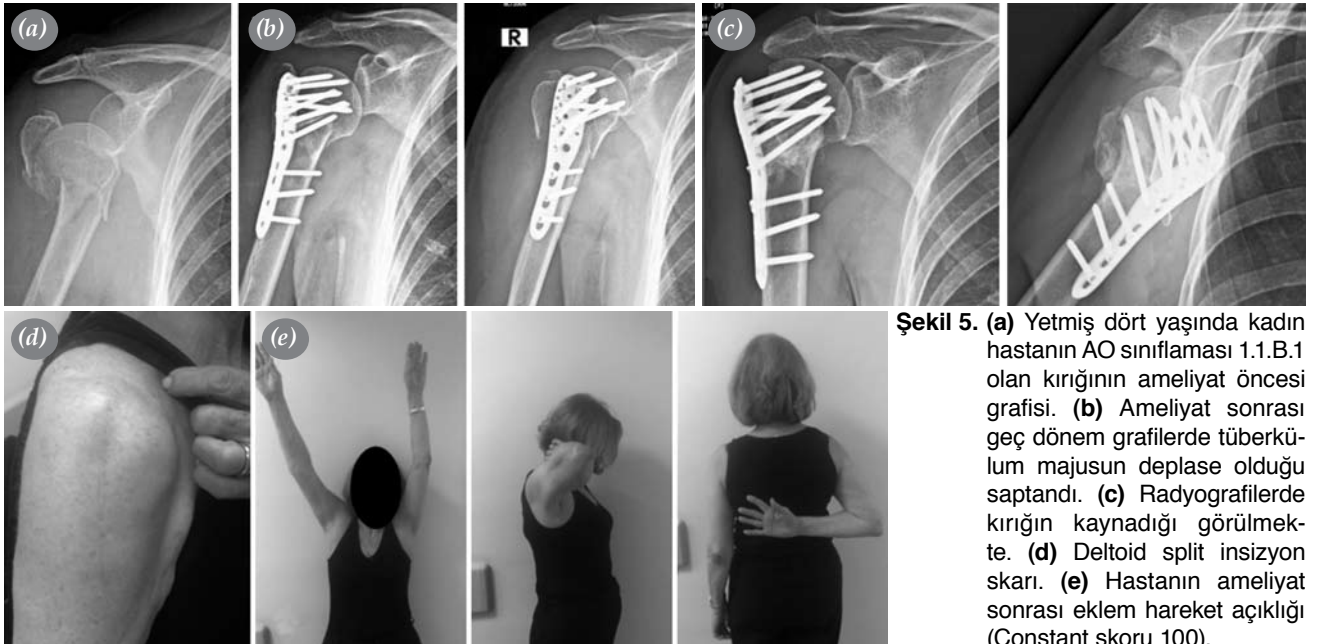 (a)
(b)
R
(c)
(d)
(e)
Şekil 5. (a) Yetmiş dört yaşında kadın
hastanın AO sınıflaması 1.1.B.1
olan kırığının ameliyat öncesi
grafisi. (b) Ameliyat sonrası
geç dönem grafilerde tüberkü-
lum majusun deplase olduğu
saptandı. (c) Radyografilerde
kırığın kaynadığı görülmek-
te. (d) Deltoid split insizyon
skarı. (e) Hastanın ameliyat
sonrası eklem hareket açıklığı
(Constant skoru 100).